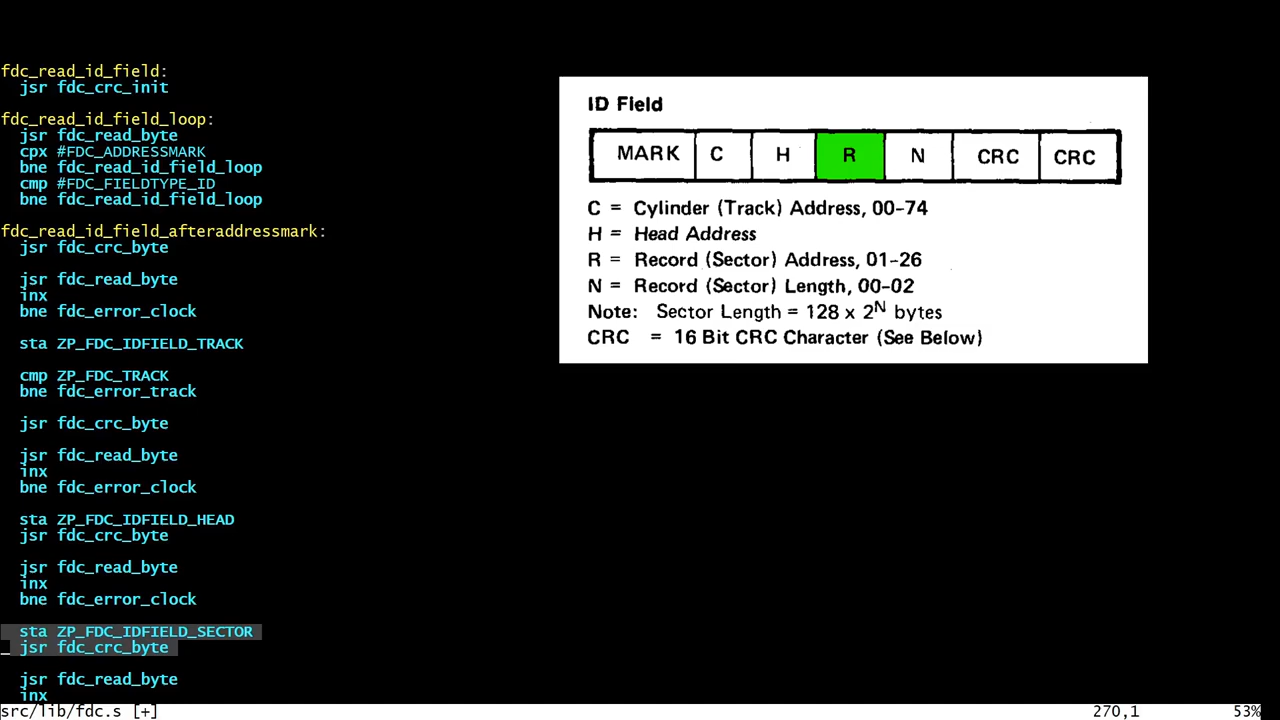 fdc_read_id_field:
jsr fdc_crc_init
fdc_read_id_field_loop:
jsr fdc_read_byte
cpx #FDC_ADDRESSMARK
bne fdc_read_id_field_loop
cmp #FDC_FIELDTYPE_ID
bne fdc_read_id_field_loop
fdc_read_id_field_afteraddressmark:
jsr fdc_crc_byte
jsr fdc_read_byte
inx
bne fdc_error_clock
sta ZP_FDC_IDFIELD_TRACK
cmp ZP_FDC_TRACK
bne fdc_error_track
jsr fdc_crc_byte
jsr fdc_read_byte
inx
bne fdc_error_clock
sta ZP_FDC_IDFIELD_HEAD
jsr fdc_crc_byte
jsr fdc_read_byte
inx
bne fdc_error_clock
sta ZP_FDC_IDFIELD_SECTOR
jsr fdc_crc_byte
jsr fdc_read_byte
inx
src/lib/fdc.s [+] 270,1 53%
ID Field
MARK C H R N CRC CRC
C = Cylinder (Track) Address, 00-74
H = Head Address
R = Record (Sector) Address, 01-26
N = Record (Sector) Length, 00-02
Note: Sector Length = 128 x 2^N bytes
CRC = 16 Bit CRC Character (See Below)